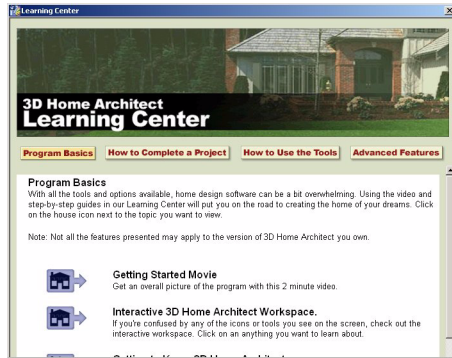 Learning Center
3D Home Architect
Learning Center
Program Basics How to Complete a Project How to Use the Tools Advanced Features
Program Basics
With all the tools and options available, home design software can be a bit overwhelming. Using the video and
step-by-step guides in our Learning Center will put you on the road to creating the home of your dreams. Click
on the house icon next to the topic you want to view.
Note: Not all the features presented may apply to the version of 3D Home Architect you own.
Getting Started Movie
Get an overall picture of the program with this 2 minute video.
Interactive 3D Home Architect Workspace.
If you're confused by any of the icons or tools you see on the screen, check out the
interactive workspace. Click on an anything you want to learn about.